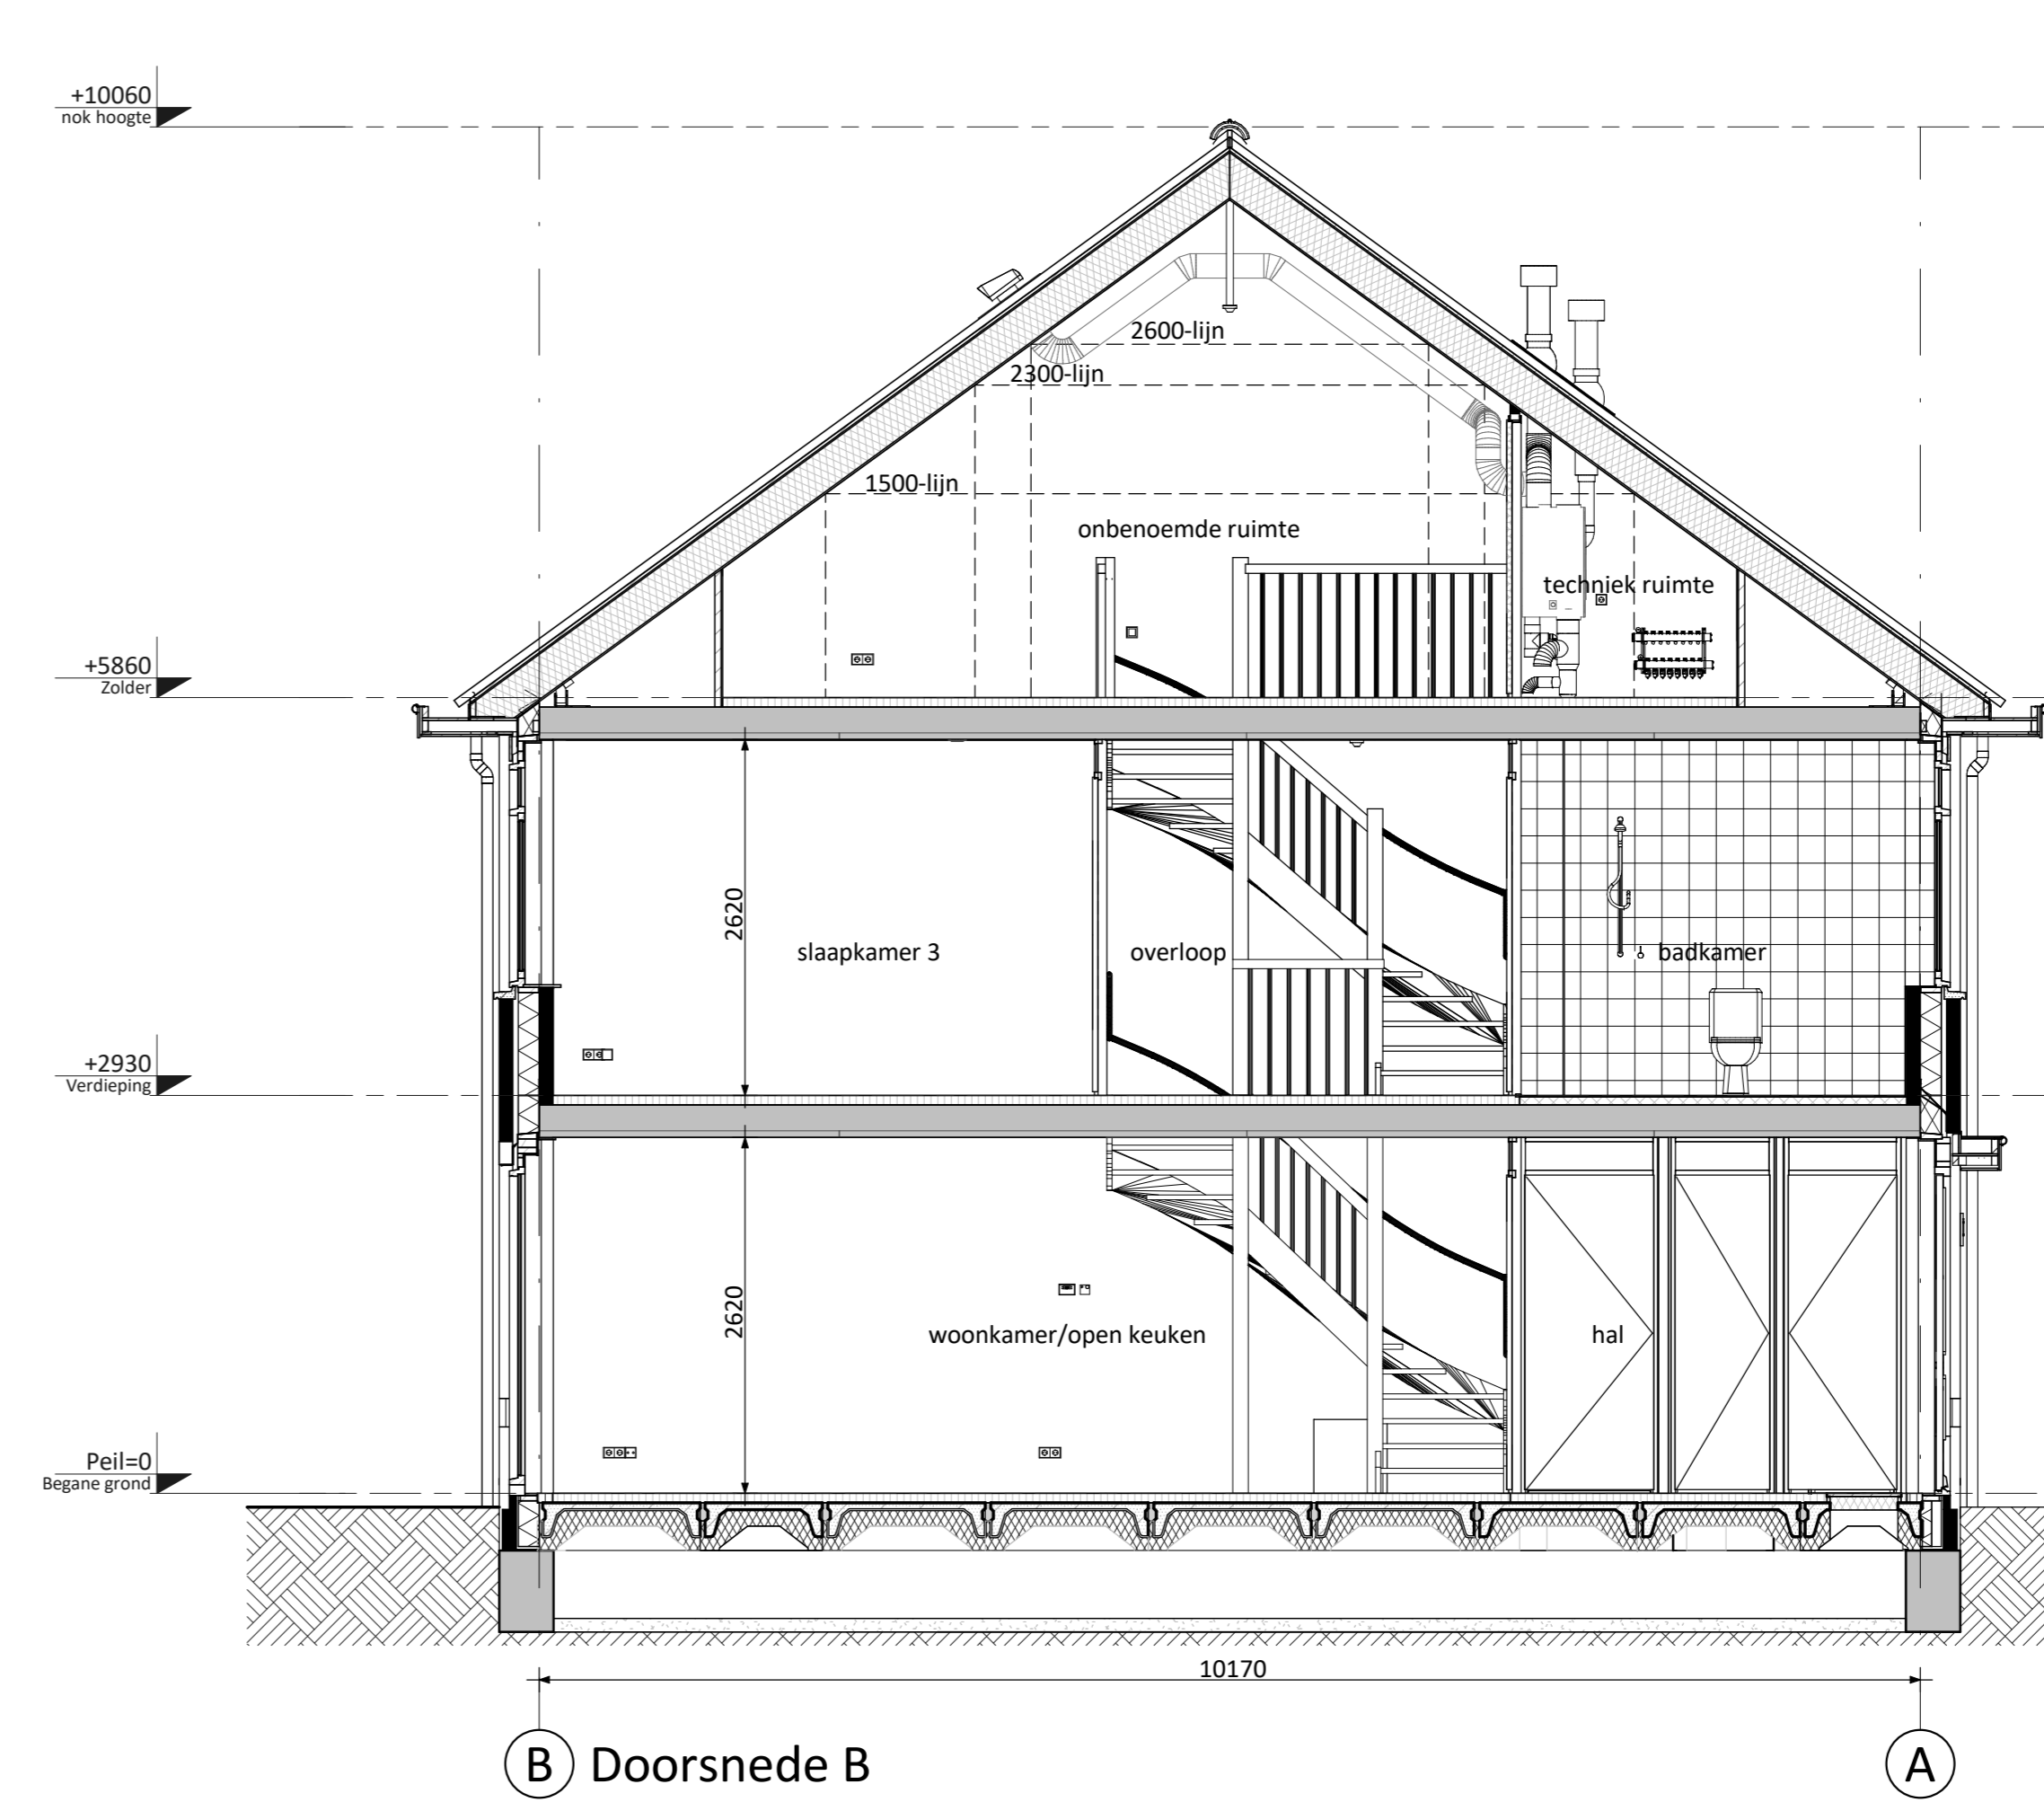 +10060
nok hoogte
2600-lijn
2300-lijn
1500-lijn
onbenoemde ruimte
techniek ruimte
+5860
Zolder
2620
slaapkamer 3
overloop
badkamer
+2930
Verdieping
2620
woonkamer/open keuken
hal
Peil=0
Begane grond
10170
B Doorsnede B
A